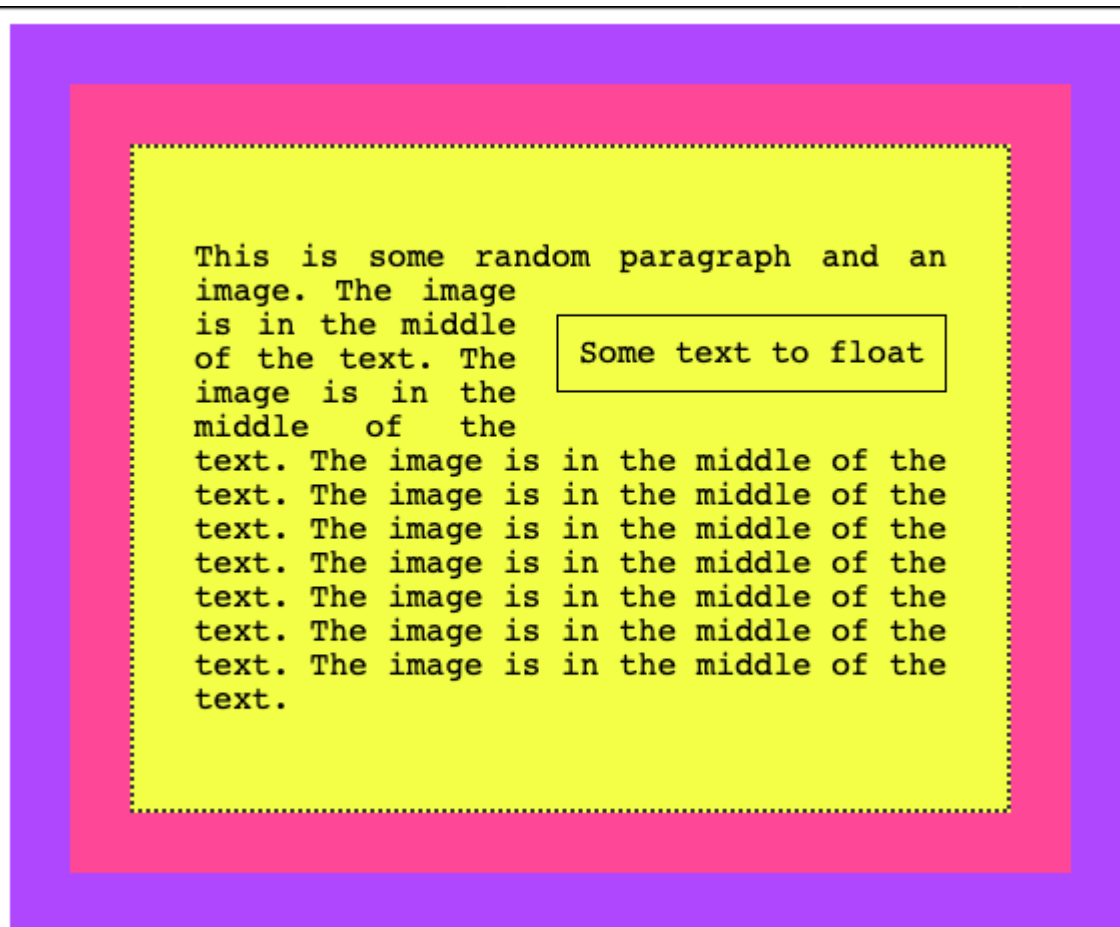 This is some random paragraph and an
image. The image
is in the middle
of the text. The
image is in the
middle of the
Some text to float
text. The image is in the middle of the
text. The image is in the middle of the
text. The image is in the middle of the
text. The image is in the middle of the
text. The image is in the middle of the
text. The image is in the middle of the
text. The image is in the middle of the
text.